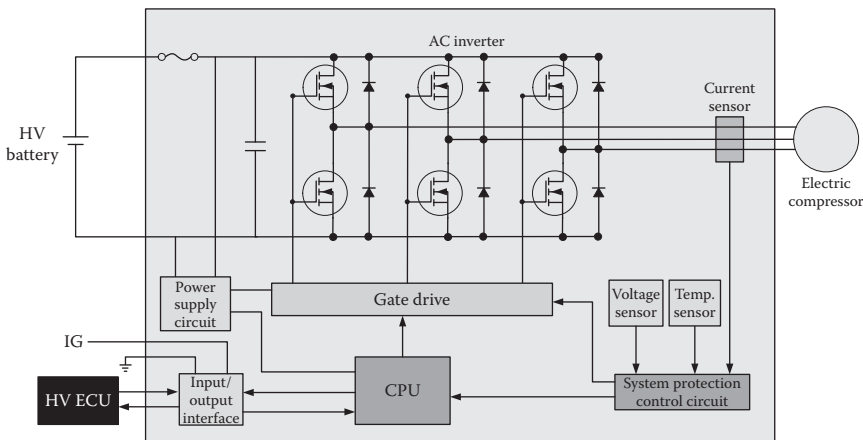 AC inverter
Current
sensor
HV
battery
Electric
compressor
Power
supply
circuit
Gate drive
Voltage
sensor
Temp.
sensor
IG
HV ECU
Input/
output
interface
CPU
System protection
control circuit